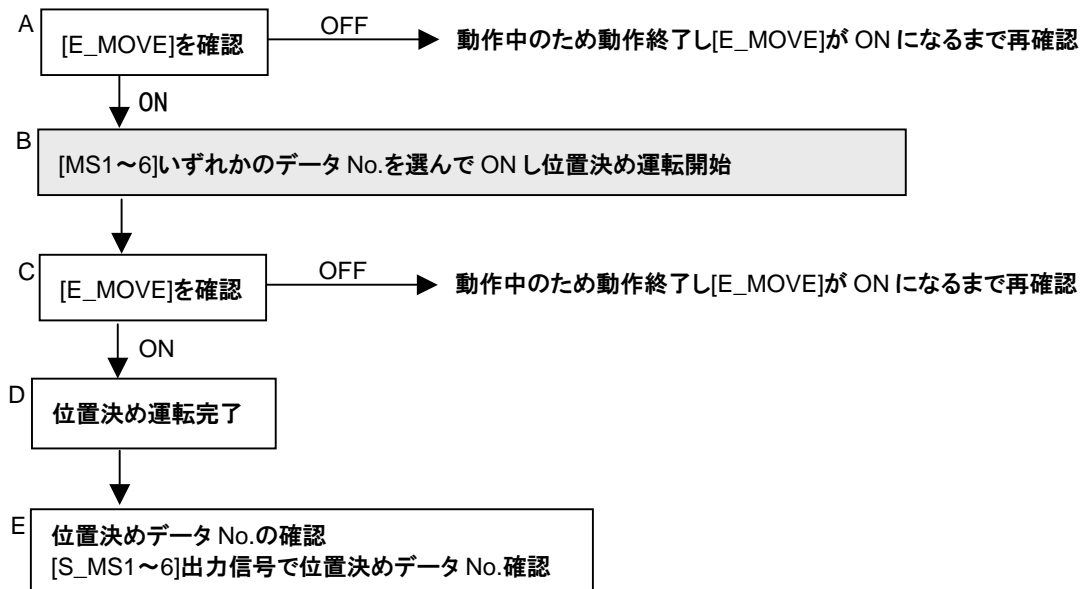 A
[E_MOVE]を確認
OFF
動作中のため動作終了し[E_MOVE]が ON になるまで再確認
ON
B
[MS1～6]いずれかのデータ No.を選んで ON し位置決め運転開始
C
[E_MOVE]を確認
OFF
動作中のため動作終了し[E_MOVE]が ON になるまで再確認
ON
D
位置決め運転完了
E
位置決めデータ No.の確認
[S_MS1～6]出力信号で位置決めデータ No.確認